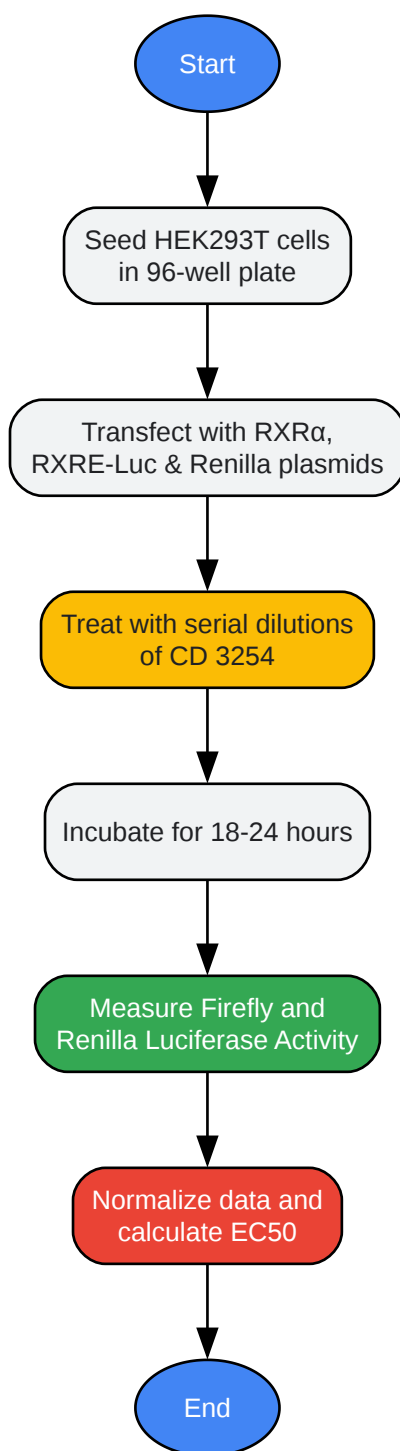 Start
Seed HEK293T cells
in 96-well plate
Transfect with RXRα,
RXRE-Luc & Renilla plasmids
Treat with serial dilutions
of CD 3254
Incubate for 18-24 hours
Measure Firefly and
Renilla Luciferase Activity
Normalize data and
calculate EC50
End